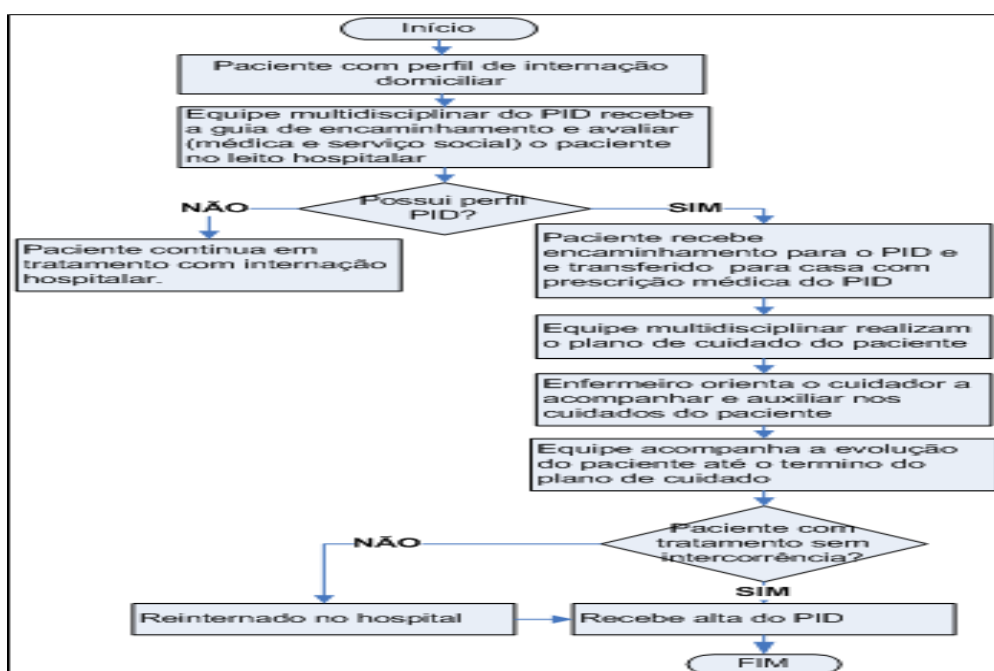 Início
Paciente com perfil de internação
domiciliar
Equipe multidisciplinar do PID recebe
a guia de encaminhamento e avaliar
(médica e serviço social) o paciente
no leito hospitalar
Possui perfil
PID?
NÃO
SIM
Paciente continua em
tratamento com internação
hospitalar.
Paciente recebe
encaminhamento para o PID e
e transferido para casa com
prescrição médica do PID
Equipe multidisciplinar realizam
o plano de cuidado do paciente
Enfermeiro orienta o cuidador a
acompanhar e auxiliar nos
cuidados do paciente
Equipe acompanha a evolução
do paciente até o termino do
plano de cuidado
Paciente com
tratamento sem
intercorrência?
NÃO
SIM
Reinternado no hospital
Recebe alta do PID
FIM